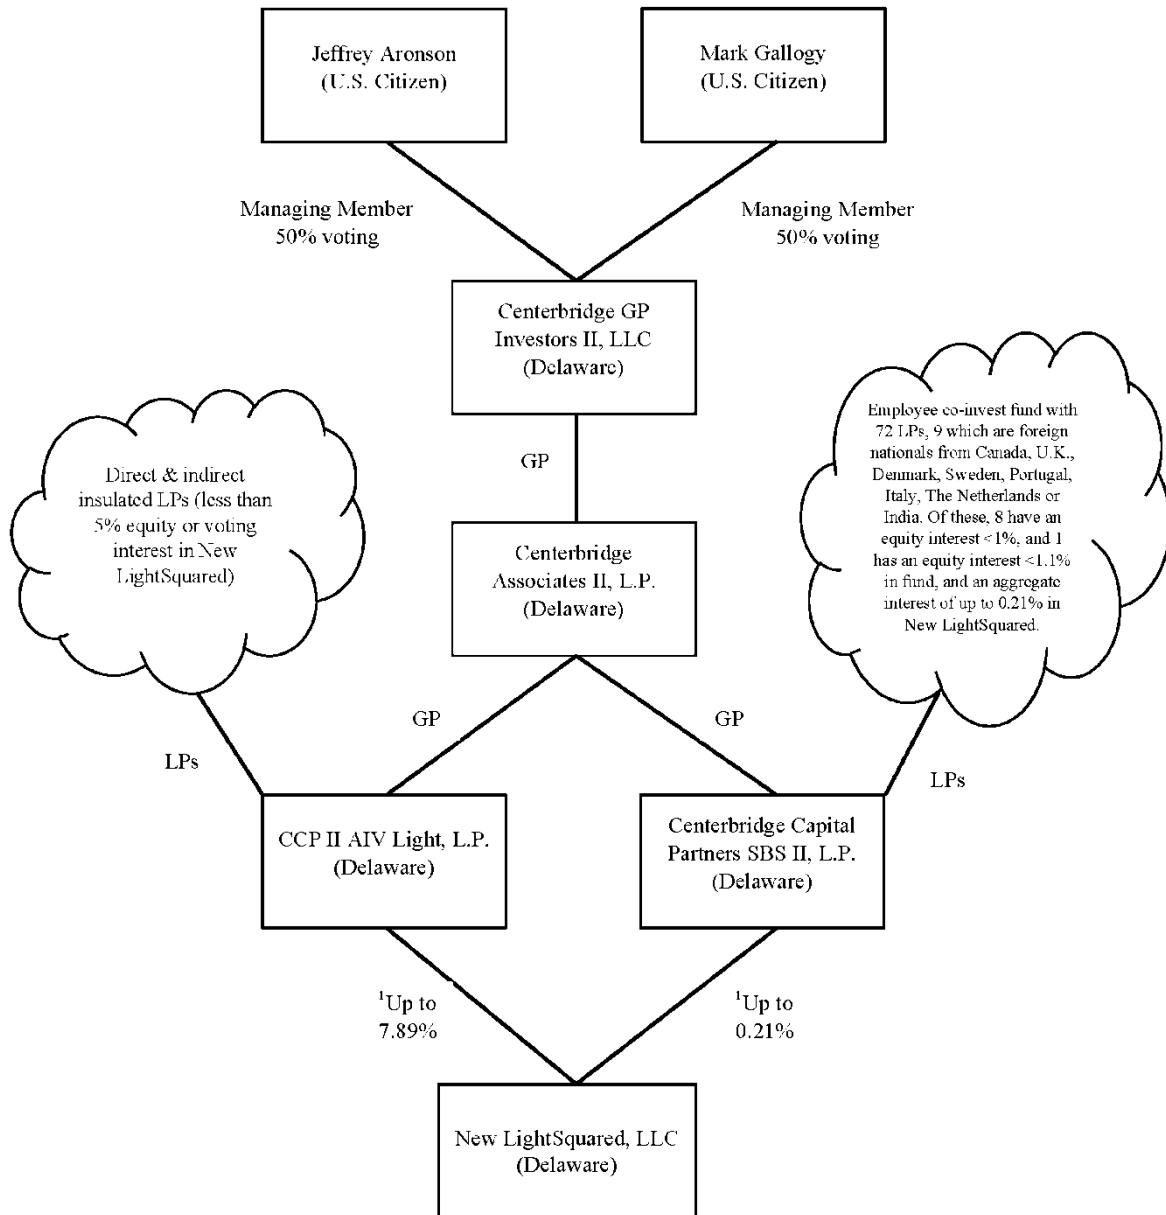 Jeffrey Aronson
(U.S. Citizen)
Mark Gallogy
(U.S. Citizen)
Managing Member
50% voting
Managing Member
50% voting
Centerbridge GP
Investors II, LLC
(Delaware)
Employee co-invest fund with
72 LPs, 9 which are foreign
nationals from Canada, U.K.,
Denmark, Sweden, Portugal,
Italy, The Netherlands or
India. Of these, 8 have an
equity interest <1%, and 1
has an equity interest <1.1%
in fund, and an aggregate
interest of up to 0.21% in
New LightSquared.
GP
Direct & indirect
insulated LPs (less than
5% equity or voting
interest in New
LightSquared)
Centerbridge
Associates II, L.P.
(Delaware)
GP
GP
LPs
LPs
CCP II AIV Light, L.P.
(Delaware)
Centerbridge Capital
Partners SBS II, L.P.
(Delaware)
¹Up to
7.89%
¹Up to
0.21%
New LightSquared, LLC
(Delaware)